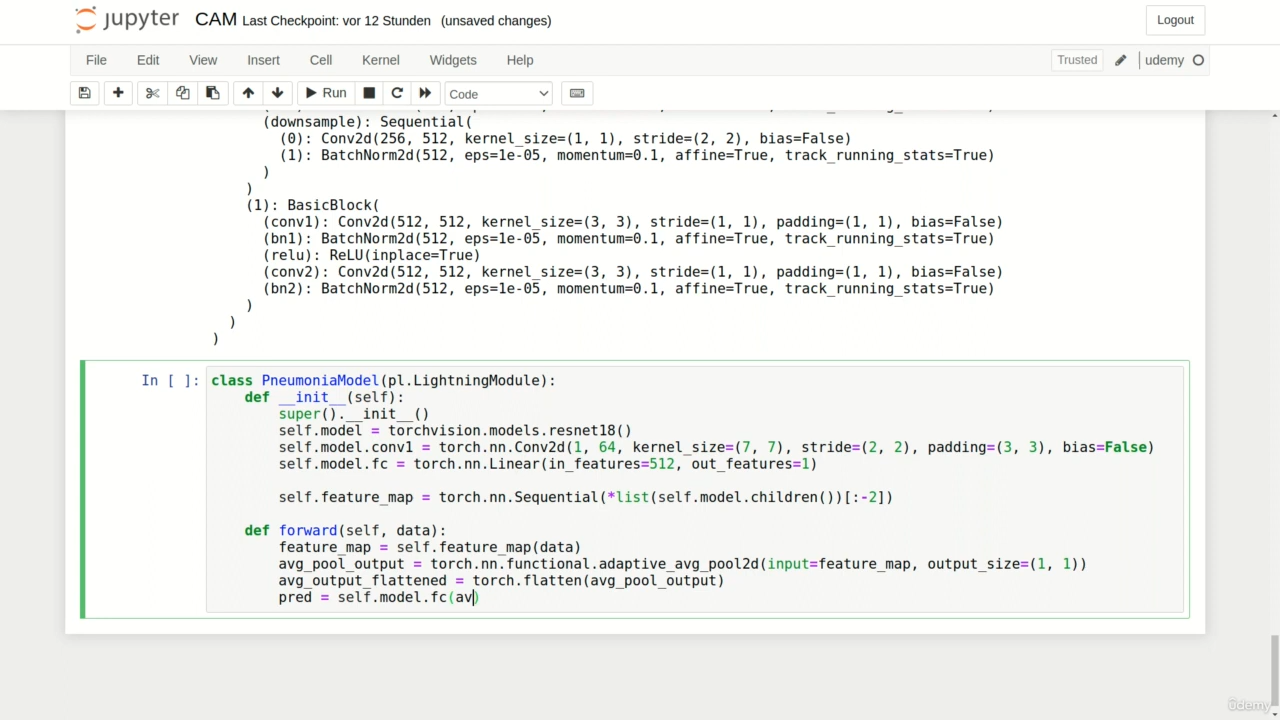 jupyter CAM Last Checkpoint: vor 12 Stunden (unsaved changes) Logout
File Edit View Insert Cell Kernel Widgets Help Trusted udemy
Run Code
(downsample): Sequential(
(0): Conv2d(256, 512, kernel_size=(1, 1), stride=(2, 2), bias=False)
(1): BatchNorm2d(512, eps=1e-05, momentum=0.1, affine=True, track_running_stats=True)
)
)
(1): BasicBlock(
(conv1): Conv2d(512, 512, kernel_size=(3, 3), stride=(1, 1), padding=(1, 1), bias=False)
(bn1): BatchNorm2d(512, eps=1e-05, momentum=0.1, affine=True, track_running_stats=True)
(relu): ReLU(inplace=True)
(conv2): Conv2d(512, 512, kernel_size=(3, 3), stride=(1, 1), padding=(1, 1), bias=False)
(bn2): BatchNorm2d(512, eps=1e-05, momentum=0.1, affine=True, track_running_stats=True)
)
)
)
In [ ]: class PneumoniaModel(pl.LightningModule):
def __init__(self):
super().__init__()
self.model = torchvision.models.resnet18()
self.model.conv1 = torch.nn.Conv2d(1, 64, kernel_size=(7, 7), stride=(2, 2), padding=(3, 3), bias=False)
self.model.fc = torch.nn.Linear(in_features=512, out_features=1)
self.feature_map = torch.nn.Sequential(*list(self.model.children())[:-2])
def forward(self, data):
feature_map = self.feature_map(data)
avg_pool_output = torch.nn.functional.adaptive_avg_pool2d(input=feature_map, output_size=(1, 1))
avg_output_flattened = torch.flatten(avg_pool_output)
pred = self.model.fc(av)
ûdemy